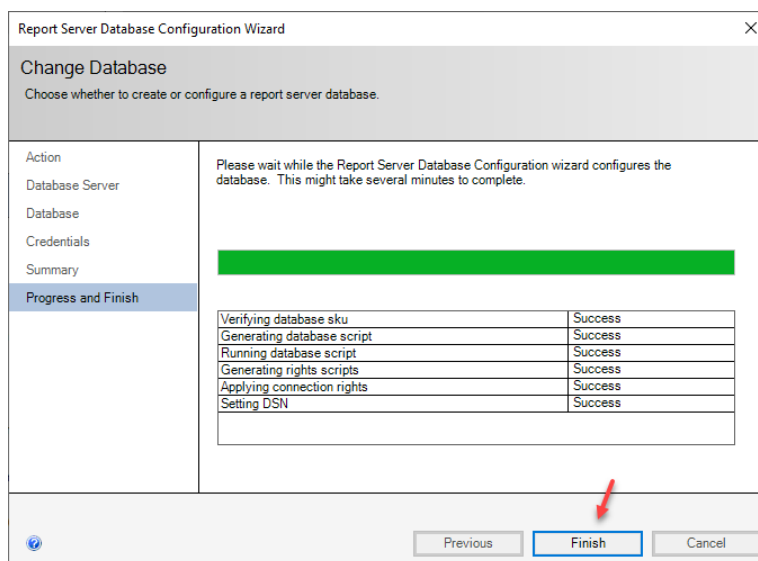 Report Server Database Configuration Wizard
Change Database
Choose whether to create or configure a report server database.
Action
Database Server
Database
Credentials
Summary
Progress and Finish
Please wait while the Report Server Database Configuration wizard configures the
database. This might take several minutes to complete.
Verifying database sku Success
Generating database script Success
Running database script Success
Generating rights scripts Success
Applying connection rights Success
Setting DSN Success
Previous Finish Cancel